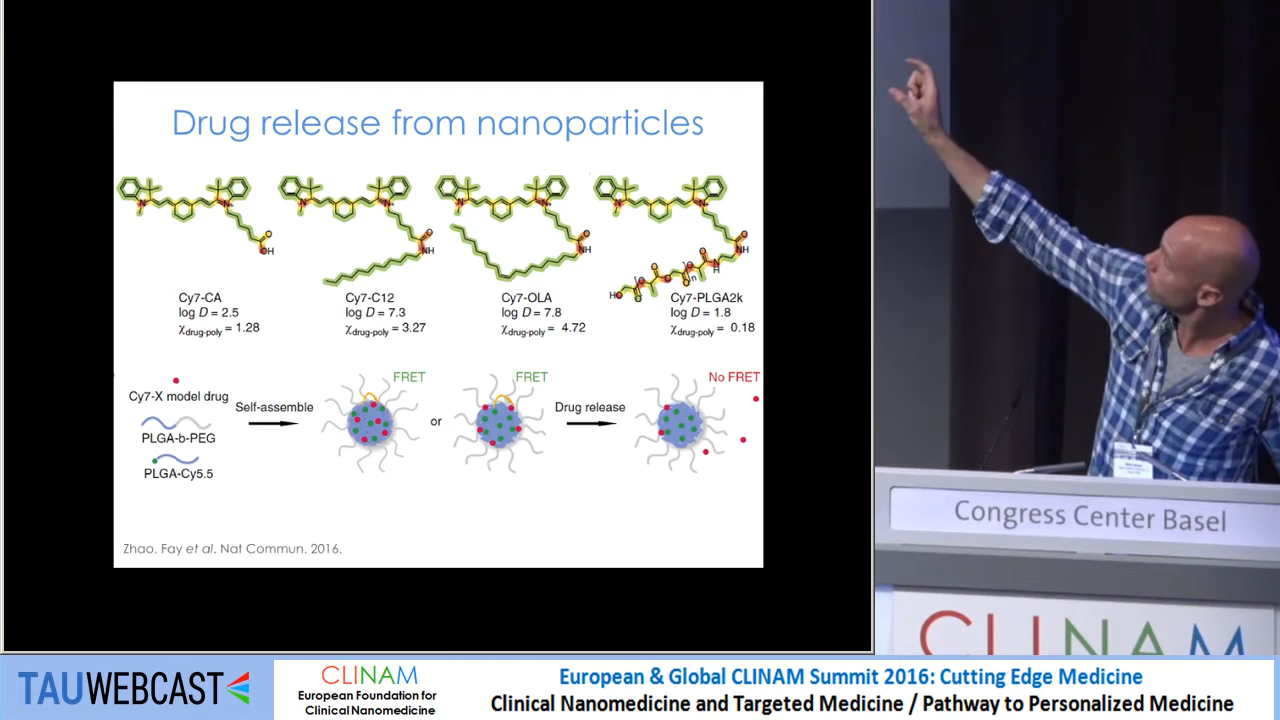 Drug release from nanoparticles
Cy7-CA
log D = 2.5
χdrug-poly = 1.28
Cy7-C12
log D = 7.3
χdrug-poly = 3.27
Cy7-OLA
log D = 7.8
χdrug-poly = 4.72
Cy7-PLGA2k
log D = 1.8
χdrug-poly = 0.18
Cy7-X model drug
PLGA-b-PEG
PLGA-Cy5.5
Self-assemble
FRET
or
FRET
Drug release
No FRET
Zhao, Fay et al. Nat Commun. 2016.
Congress Center Basel
CLINAM
TAUWEBCAST
CLINAM
European Foundation for
Clinical Nanomedicine
European & Global CLINAM Summit 2016: Cutting Edge Medicine
Clinical Nanomedicine and Targeted Medicine / Pathway to Personalized Medicine